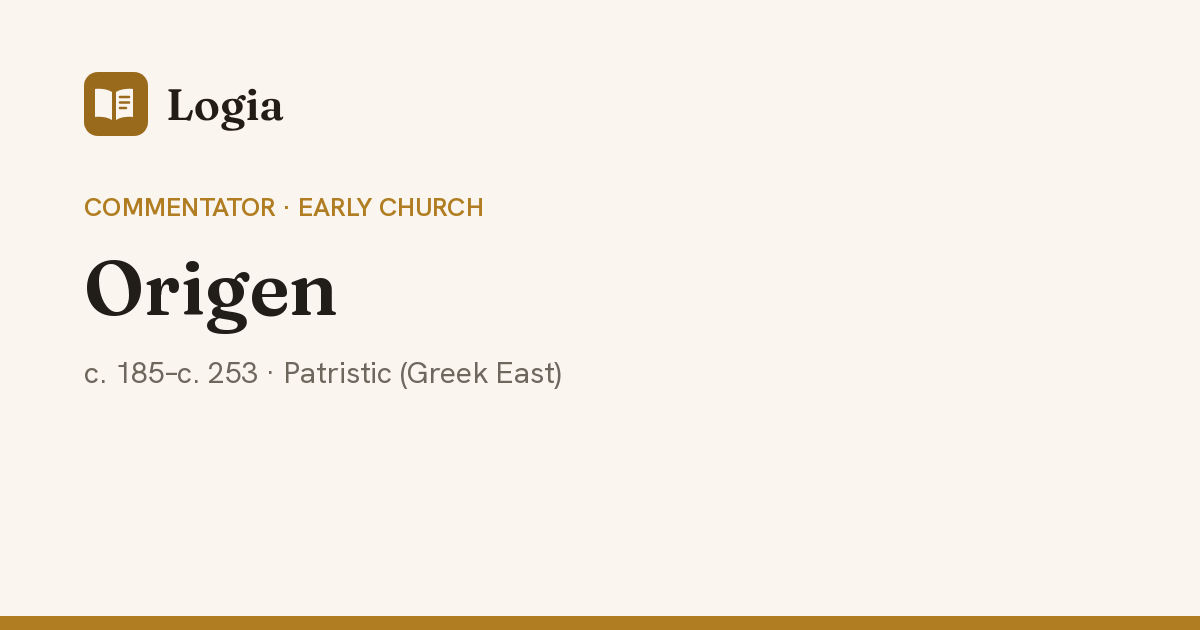 Logia
COMMENTATOR · EARLY CHURCH
Origen
c. 185–c. 253 · Patristic (Greek East)